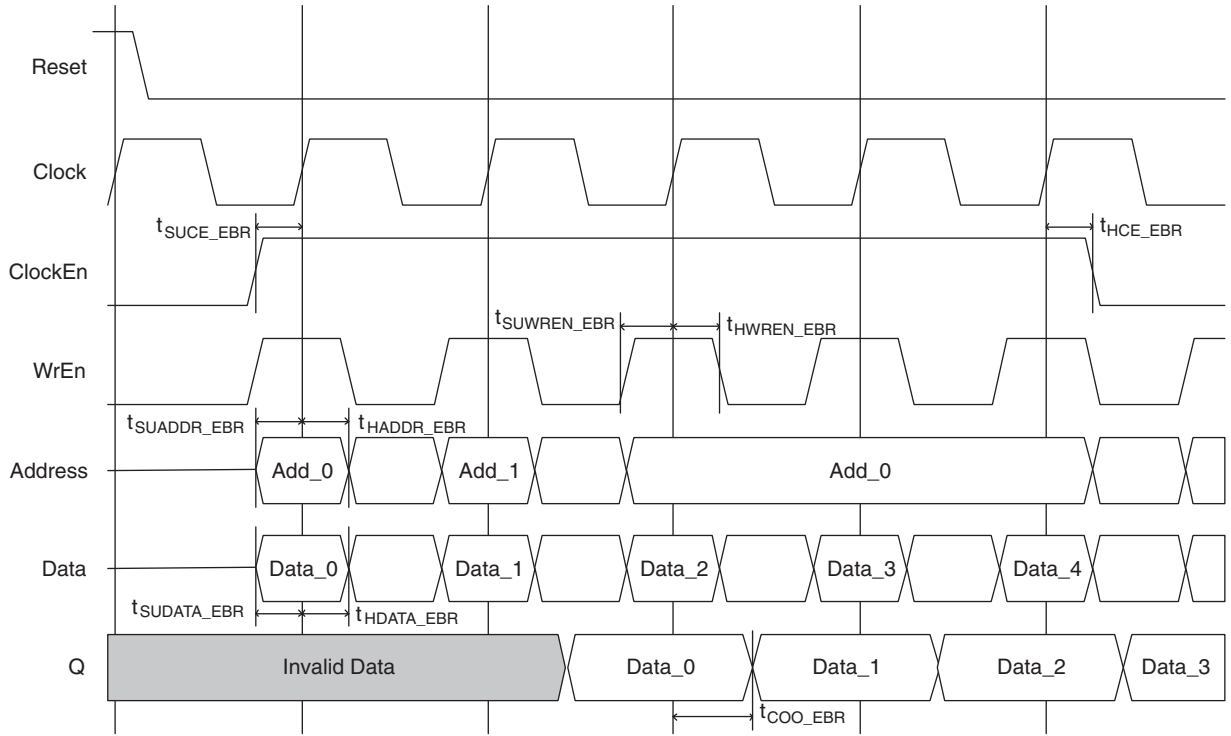 Reset
Clock
tSUCE_EBR
tHCE_EBR
ClockEn
tSUWREN_EBR tHWREN_EBR
WrEn
tSUADDR_EBR tHADDR_EBR
Address Add_0 Add_1 Add_0
Data Data_0 Data_1 Data_2 Data_3 Data_4
tSUDATA_EBR tHDATA_EBR
Q Invalid Data Data_0 Data_1 Data_2 Data_3
tCOO_EBR